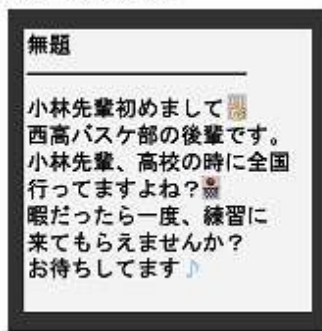 無題
小林先輩初めまして
西高バスケ部の後輩です。
小林先輩、高校の時に全国
行ってますよね？
暇だったら一度、練習に
来てもらえませんか？
お待ちしてます♪